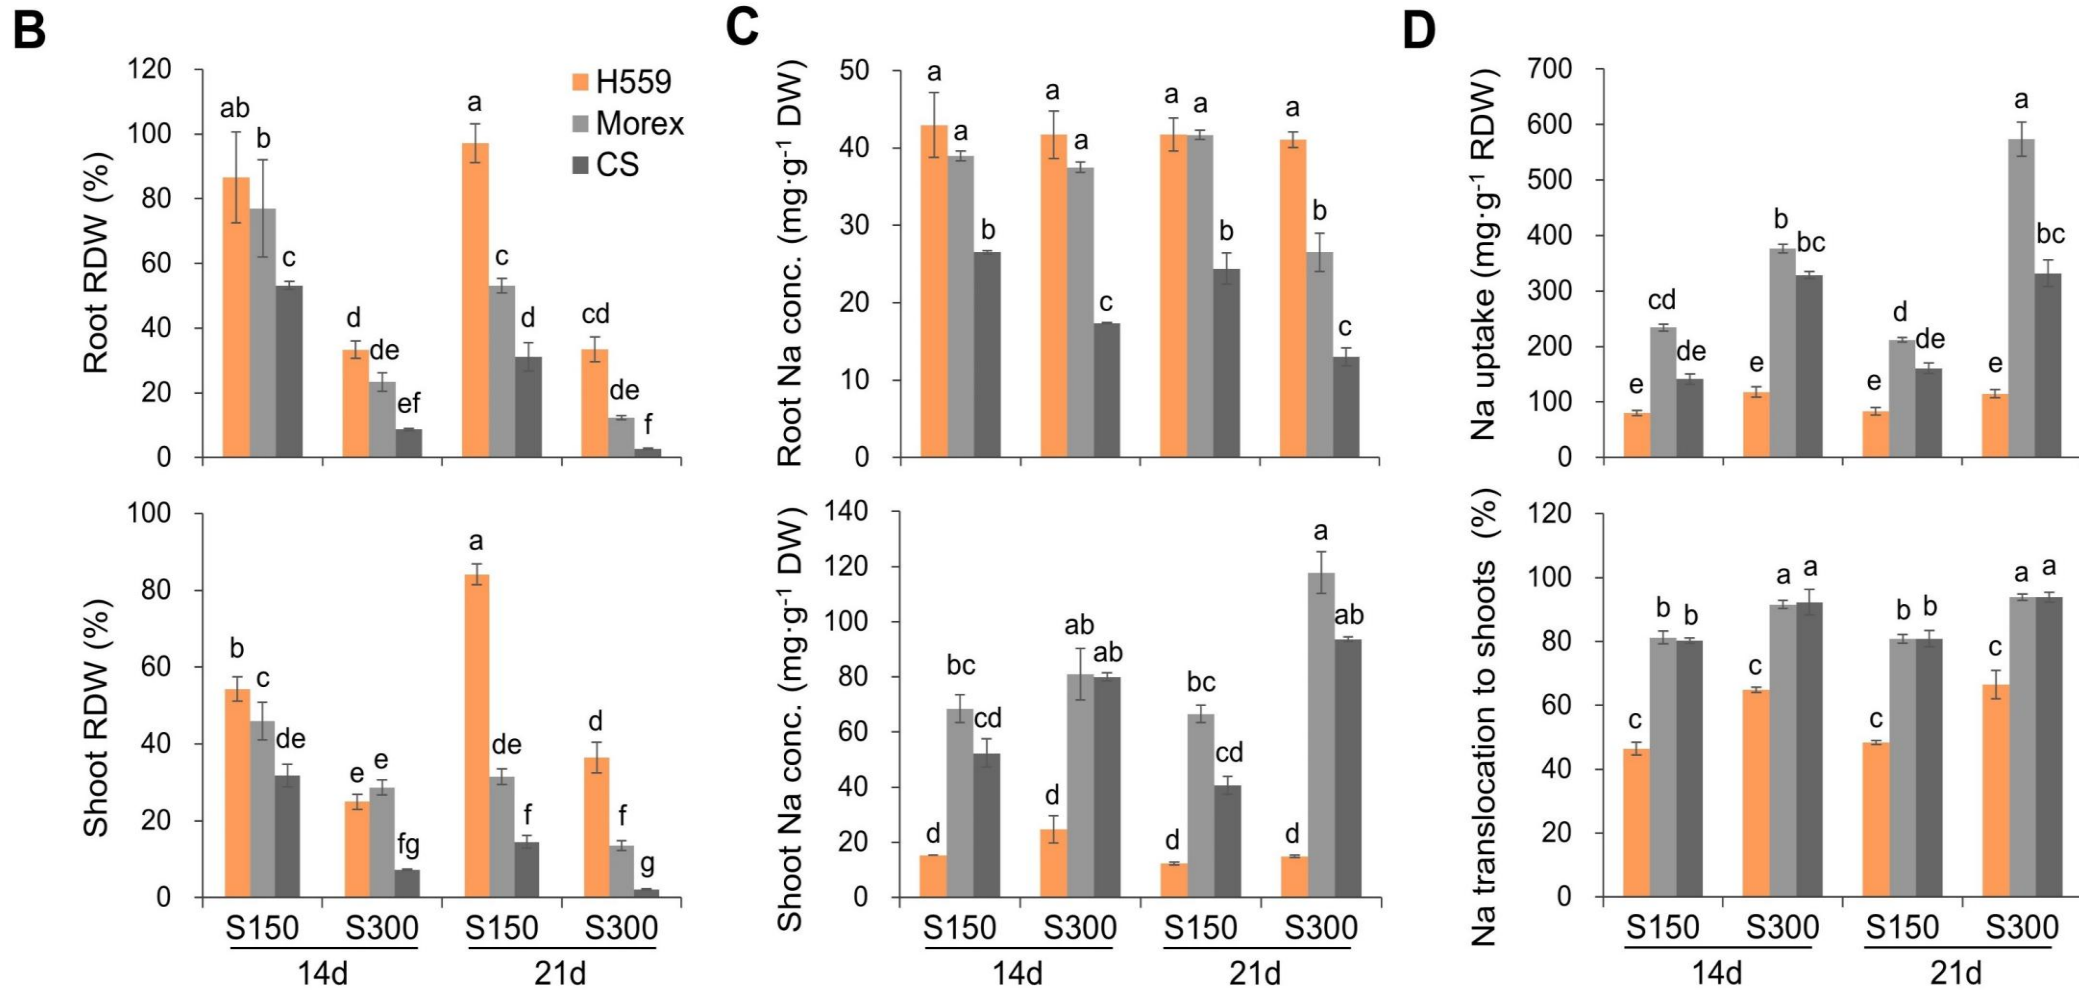 B
Root RDW (%)
120
100
80
60
40
20
0
H559
Morex
CS
ab
b
c
d
de
ef
a
c
d
cd
de
f
Shoot RDW (%)
100
80
60
40
20
0
b
c
de
e
e
fg
a
de
f
d
f
g
S150
S300
S150
S300
14d
21d
C
Root Na conc. (mg·g⁻¹ DW)
50
40
30
20
10
0
a
a
b
a
a
c
a
a
b
a
b
c
Shoot Na conc. (mg·g⁻¹ DW)
140
120
100
80
60
40
20
0
d
bc
cd
d
ab
ab
d
bc
cd
d
a
ab
S150
S300
S150
S300
14d
21d
D
Na uptake (mg·g⁻¹ RDW)
700
600
500
400
300
200
100
0
e
cd
de
e
b
bc
e
d
de
e
a
bc
Na translocation to shoots (%)
120
100
80
60
40
20
0
c
b
b
c
a
a
c
b
b
c
a
a
S150
S300
S150
S300
14d
21d